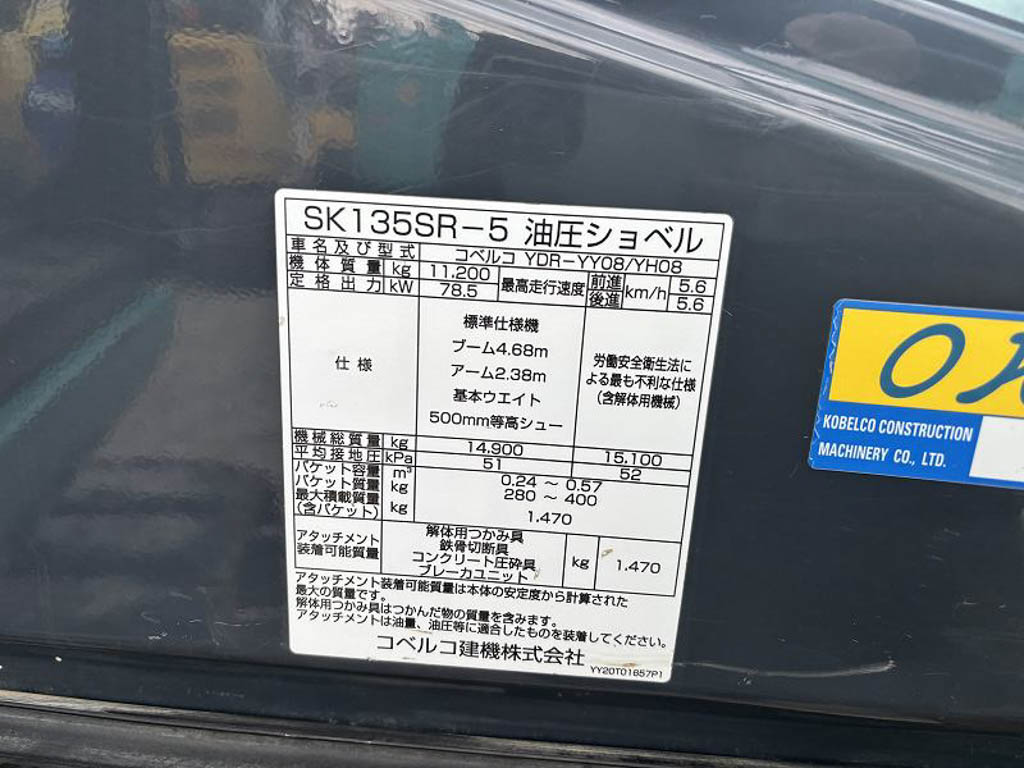 SK135SR-5 油圧ショベル
車名及び型式 コベルコ YDR-YY08/YH08
機体質量 kg 11.200 最高走行速度 前進 km/h 5.6
定格出力 kW 78.5 後進 5.6
仕様
標準仕様機
ブーム4.68m
アーム2.38m
基本ウエイト
500mm等高シュー
労働安全衛生法に
よる最も不利な仕様
(含解体用機械)
機械総質量 kg 14.900 15.100
平均接地圧 kPa 51 52
バケット容量 m³ 0.24 ～ 0.57
バケット質量 kg 280 ～ 400
最大積載質量
(含バケット) kg 1.470
アタッチメント
装着可能質量
解体用つかみ具
鉄骨切断具
コンクリート圧砕具
ブレーカユニット
kg 1.470
アタッチメント装着可能質量は本体の安定度から計算された
最大の質量です。
解体用つかみ具はつかんだ物の質量を含みます。
アタッチメントは油量、油圧等に適合したものを装着してください。
コベルコ建機株式会社
YY20T01657P1
KOBELCO CONSTRUCTION
MACHINERY CO., LTD.